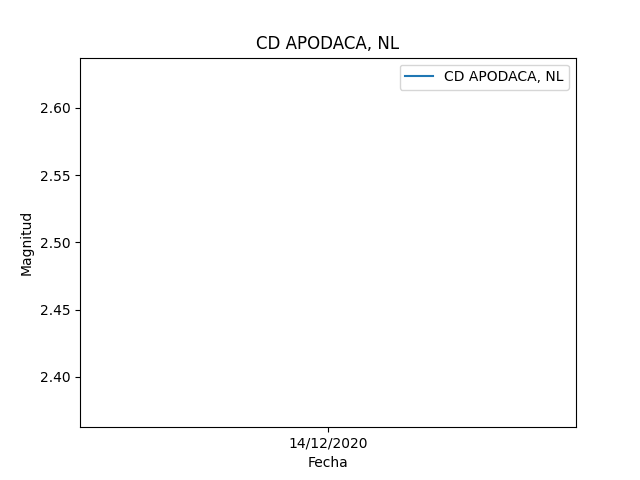 CD APODACA, NL
CD APODACA, NL
2.60
2.55
2.50
2.45
2.40
Magnitud
14/12/2020
Fecha